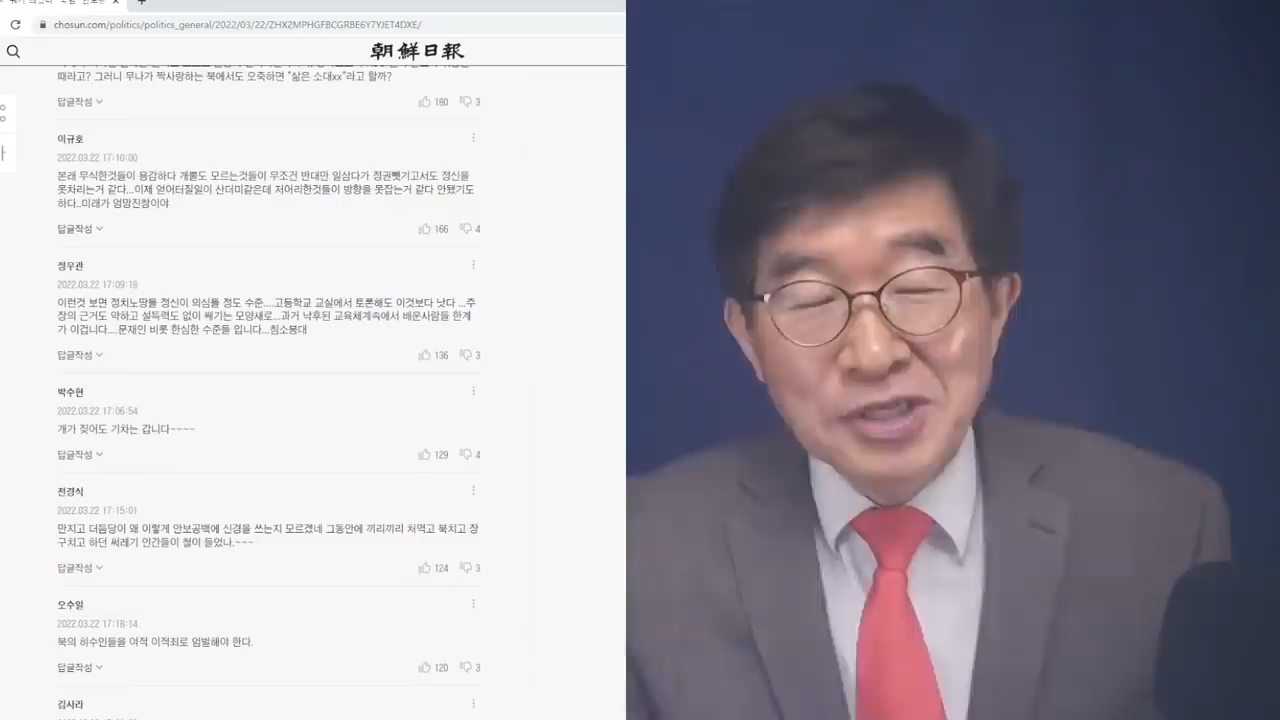 chosun.com/politics/politics_general/2022/03/22/ZHX2MPHGFBCGRBE6Y7YJET4DXE/
朝鮮日報
때라고? 그러니 무나가 짝사랑하는 북에서도 오죽하면 "삶은 소대xx"라고 할까?
답글작성
180
3
이규호
2022.03.22 17:10:00
본래 무식한것들이 용감하다 개뿔도 모르는것들이 무조건 반대만 일삼다가 정권뺏기고서도 정신을
못차리는거 같다...이제 얻어터질일이 산더미같은데 저어리한것들이 방향을 못잡는거 같다 안됐기도
하다..미래가 엉망진창이야
답글작성
166
4
정우관
2022.03.22 17:09:18
이런것 보면 정치노땅들 정신이 의심들 정도 수준....고등학교 교실에서 토론해도 이것보다 낫다 ...주
장의 근거도 약하고 설득력도 없이 쌔기는 모양새로...과거 낙후된 교육체계속에서 배운사람들 한계
가 이겁니다....문재인 비롯 한심한 수준들 입니다...침소봉대
답글작성
136
3
박수현
2022.03.22 17:06:54
개가 짖어도 기차는 갑니다~~~~
답글작성
129
4
전경식
2022.03.22 17:15:01
만지고 더듬당이 왜 이렇게 안보공백에 신경을 쓰는지 모르겠네 그동안에 끼리끼리 처먹고 북치고 장
구치고 하던 써레기 인간들이 철이 들었나.~~~
답글작성
124
3
오수일
2022.03.22 17:18:14
북의 하수인들을 여적 이적죄로 엄벌해야 한다.
답글작성
120
3
김사라